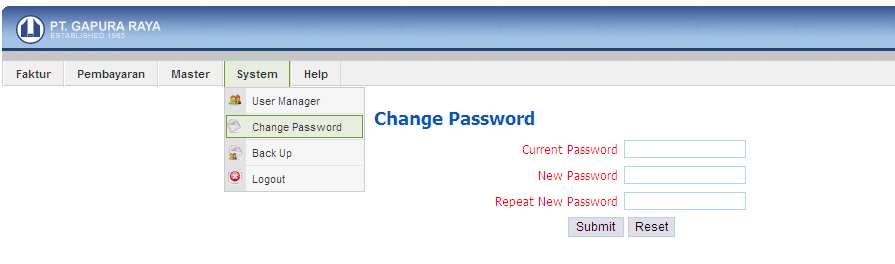 PT. GAPURA RAYA
ESTABLISHED 1965
Faktur Pembayaran Master System Help
User Manager
Change Password
Back Up
Logout
Change Password
Current Password
New Password
Repeat New Password
Submit Reset